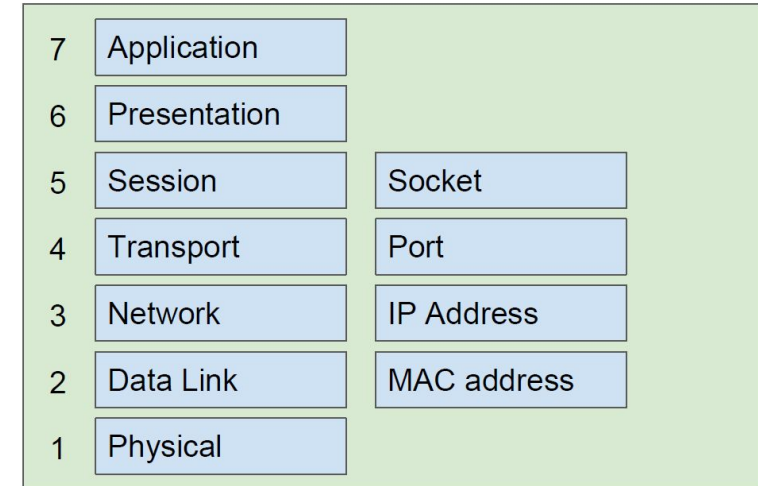 7 Application
6 Presentation
5 Session Socket
4 Transport Port
3 Network IP Address
2 Data Link MAC address
1 Physical